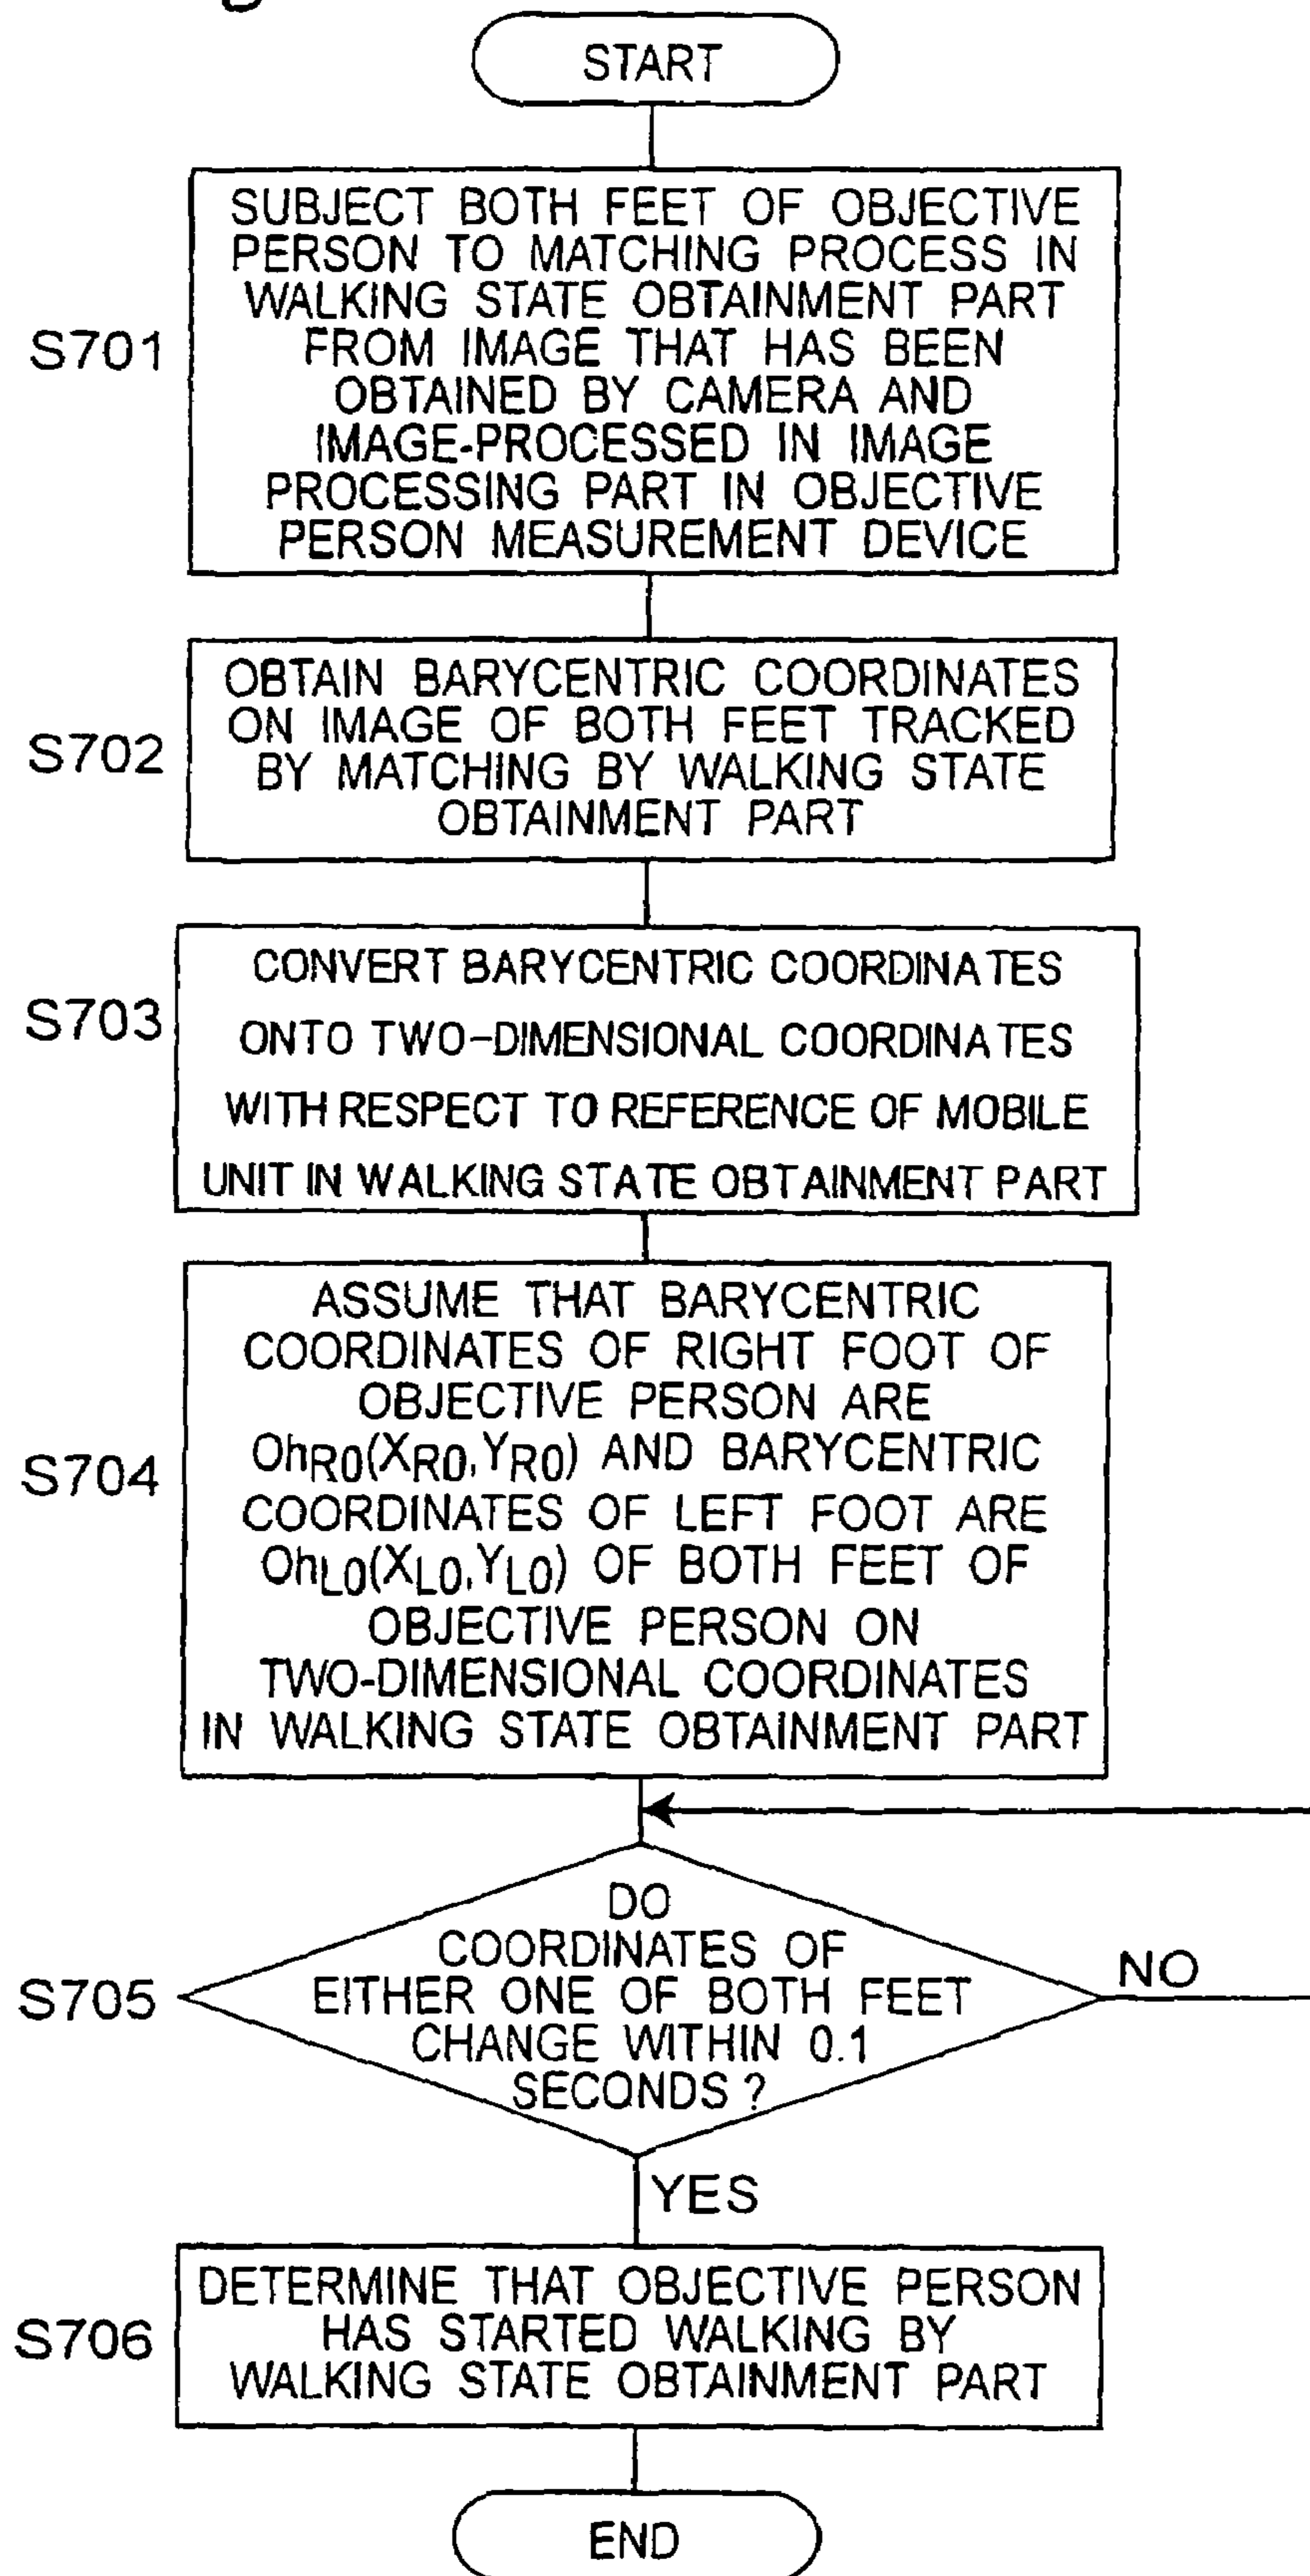 START
S701
SUBJECT BOTH FEET OF OBJECTIVE
PERSON TO MATCHING PROCESS IN
WALKING STATE OBTAINMENT PART
FROM IMAGE THAT HAS BEEN
OBTAINED BY CAMERA AND
IMAGE-PROCESSED IN IMAGE
PROCESSING PART IN OBJECTIVE
PERSON MEASUREMENT DEVICE
S702
OBTAIN BARYCENTRIC COORDINATES
ON IMAGE OF BOTH FEET TRACKED
BY MATCHING BY WALKING STATE
OBTAINMENT PART
S703
CONVERT BARYCENTRIC COORDINATES
ONTO TWO-DIMENSIONAL COORDINATES
WITH RESPECT TO REFERENCE OF MOBILE
UNIT IN WALKING STATE OBTAINMENT PART
S704
ASSUME THAT BARYCENTRIC
COORDINATES OF RIGHT FOOT OF
OBJECTIVE PERSON ARE
OhR0(XR0,YR0) AND BARYCENTRIC
COORDINATES OF LEFT FOOT ARE
OhL0(XL0,YL0) OF BOTH FEET OF
OBJECTIVE PERSON ON
TWO-DIMENSIONAL COORDINATES
IN WALKING STATE OBTAINMENT PART
S705
DO
COORDINATES OF
EITHER ONE OF BOTH FEET
CHANGE WITHIN 0.1
SECONDS?
NO
YES
S706
DETERMINE THAT OBJECTIVE PERSON
HAS STARTED WALKING BY
WALKING STATE OBTAINMENT PART
END